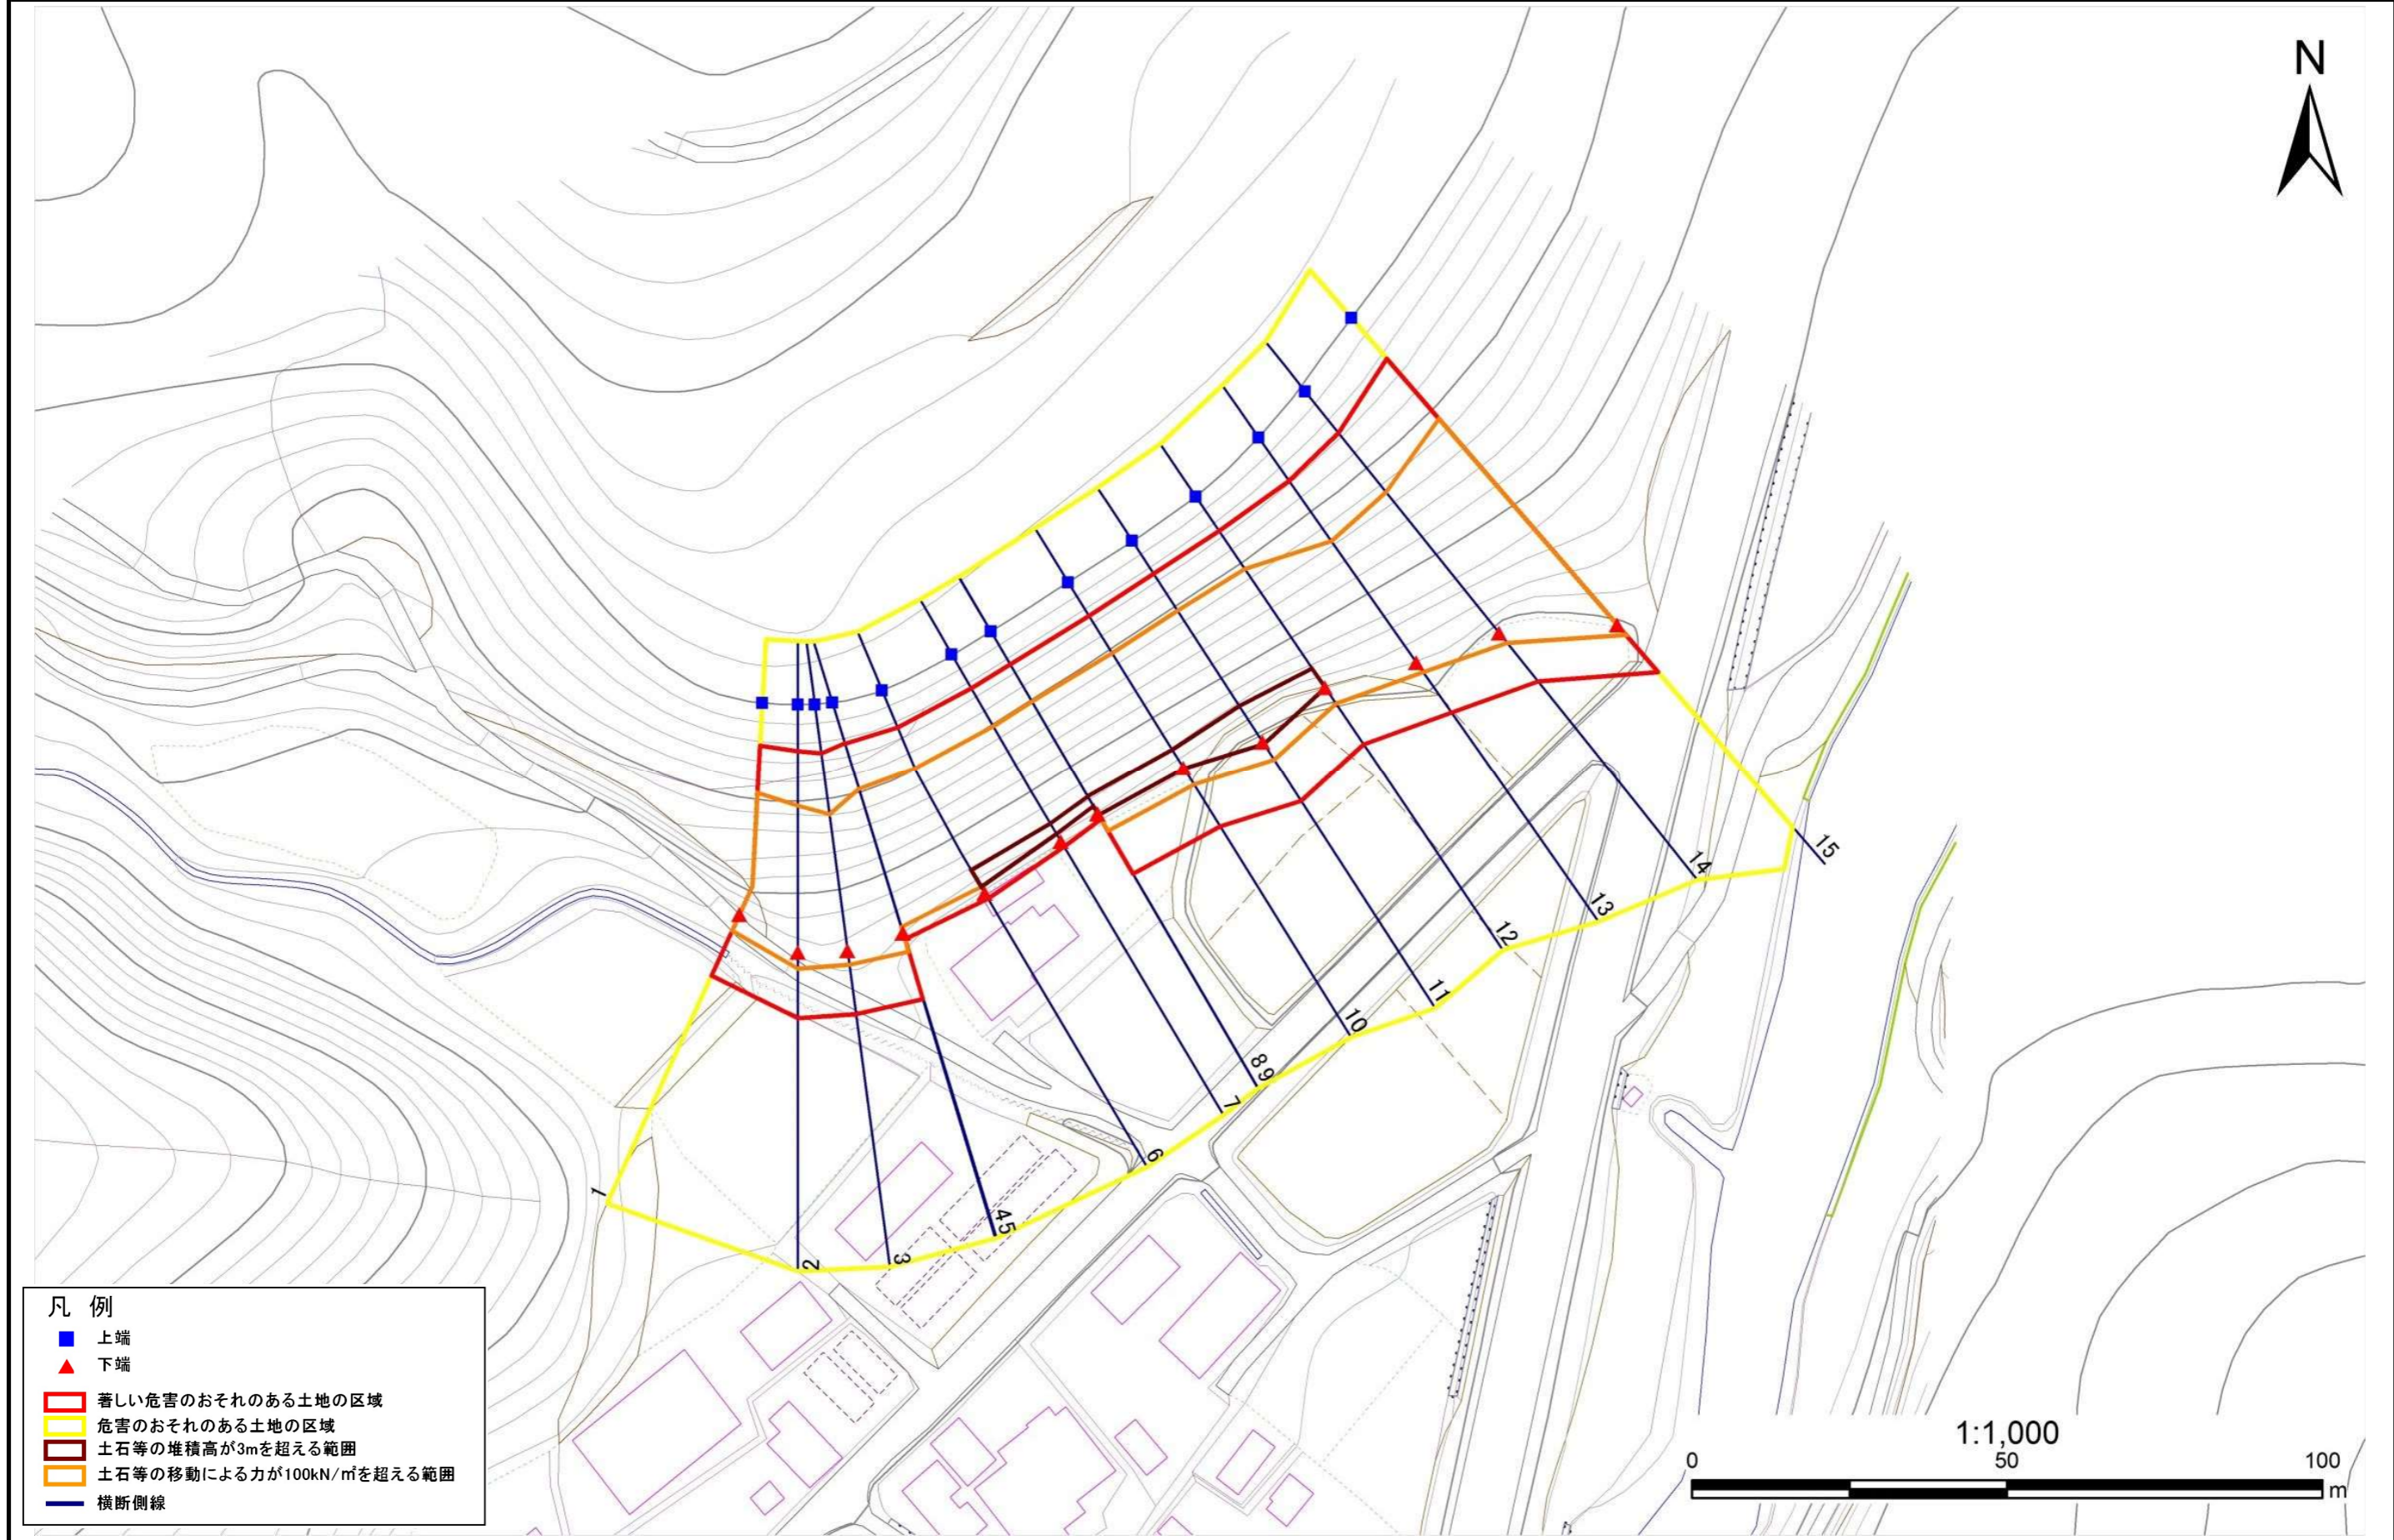 N
15
14
13
12
11
10
8 9
7
6
4 5
3
2
1
凡 例
上端
下端
著しい危害のおそれのある土地の区域
危害のおそれのある土地の区域
土石等の堆積高が3mを超える範囲
土石等の移動による力が100kN/㎡を超える範囲
横断側線
1:1,000
0 50 100
m